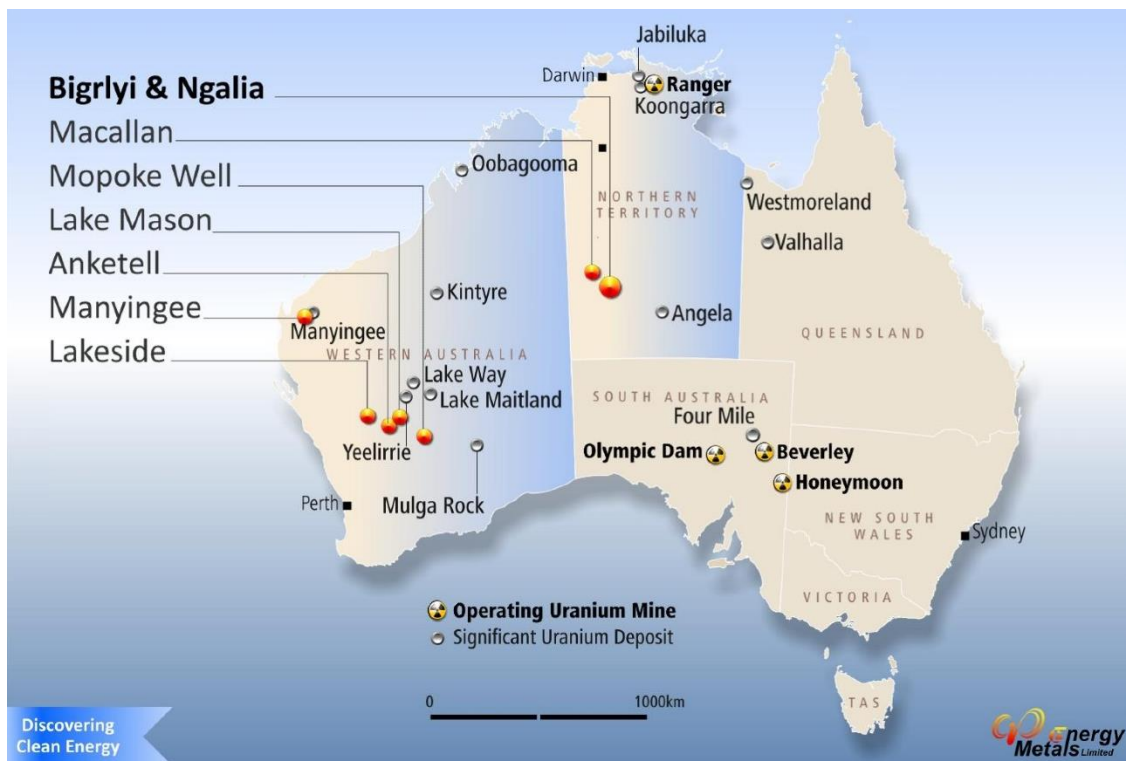 Bigrlyi & Ngalia
Macallan
Mopoke Well
Lake Mason
Anketell
Manyingee
Lakeside
Jabiluka
Darwin
Ranger
Koongarra
Oobagooma
NORTHERN
TERRITORY
Westmoreland
Valhalla
Kintyre
Angela
Manyingee
QUEENSLAND
WESTERN AUSTRALIA
Lake Way
Lake Maitland
SOUTH AUSTRALIA
Four Mile
Yeelirrie
Olympic Dam
Beverley
Honeymoon
Perth
Mulga Rock
NEW SOUTH
WALES
Sydney
VICTORIA
Operating Uranium Mine
Significant Uranium Deposit
0
1000km
TAS
Discovering
Clean Energy
Energy
Metals Limited